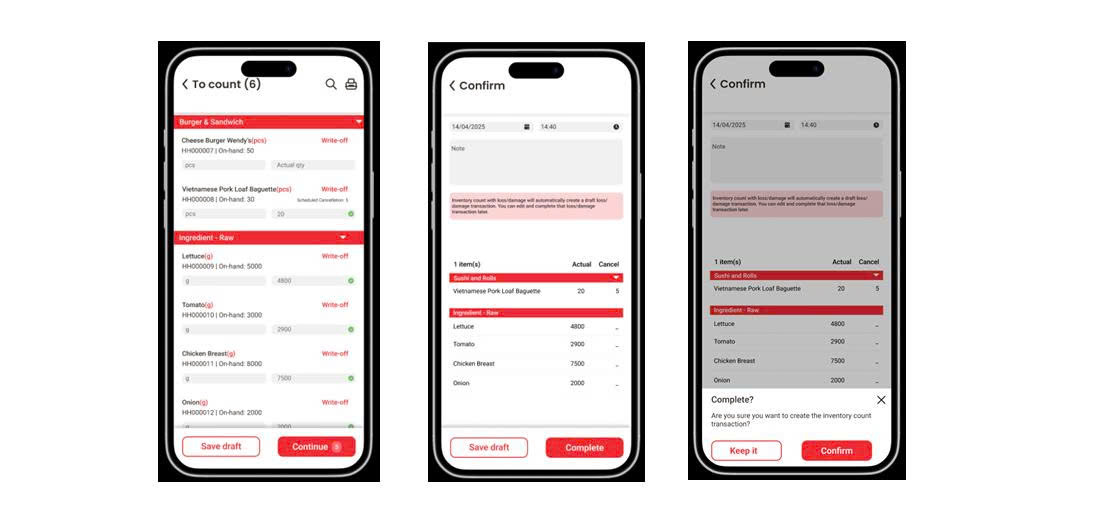 To count (6)
Burger & Sandwich
Cheese Burger Wendy's(pcs) Write-off
HH000007 | On-hand: 50
pcs Actual qty
Vietnamese Pork Loaf Baguette(pcs) Write-off
HH000008 | On-hand: 30 Scheduled Cancellation: 5
pcs 20
Ingredient - Raw
Lettuce(g) Write-off
HH000009 | On-hand: 5000
g 4800
Tomato(g) Write-off
HH000010 | On-hand: 3000
g 2900
Chicken Breast(g) Write-off
HH000011 | On-hand: 8000
g 7500
Onion(g) Write-off
HH000012 | On-hand: 2000
g 2000
Save draft Continue 5
Confirm
14/04/2025 14:40
Note
Inventory count with loss/damage will automatically create a draft loss/
damage transaction. You can edit and complete that loss/damage
transaction later.
1 item(s) Actual Cancel
Sushi and Rolls
Vietnamese Pork Loaf Baguette 20 5
Ingredient - Raw
Lettuce 4800 -
Tomato 2900 -
Chicken Breast 7500 -
Onion 2000 -
Save draft Complete
Confirm
14/04/2025 14:40
Note
Inventory count with loss/damage will automatically create a draft loss/
damage transaction. You can edit and complete that loss/damage
transaction later.
1 item(s) Actual Cancel
Sushi and Rolls
Vietnamese Pork Loaf Baguette 20 5
Ingredient - Raw
Lettuce 4800 -
Tomato 2900 -
Chicken Breast 7500 -
Onion 2000 -
Complete?
Are you sure you want to create the inventory count
transaction?
Keep it Confirm